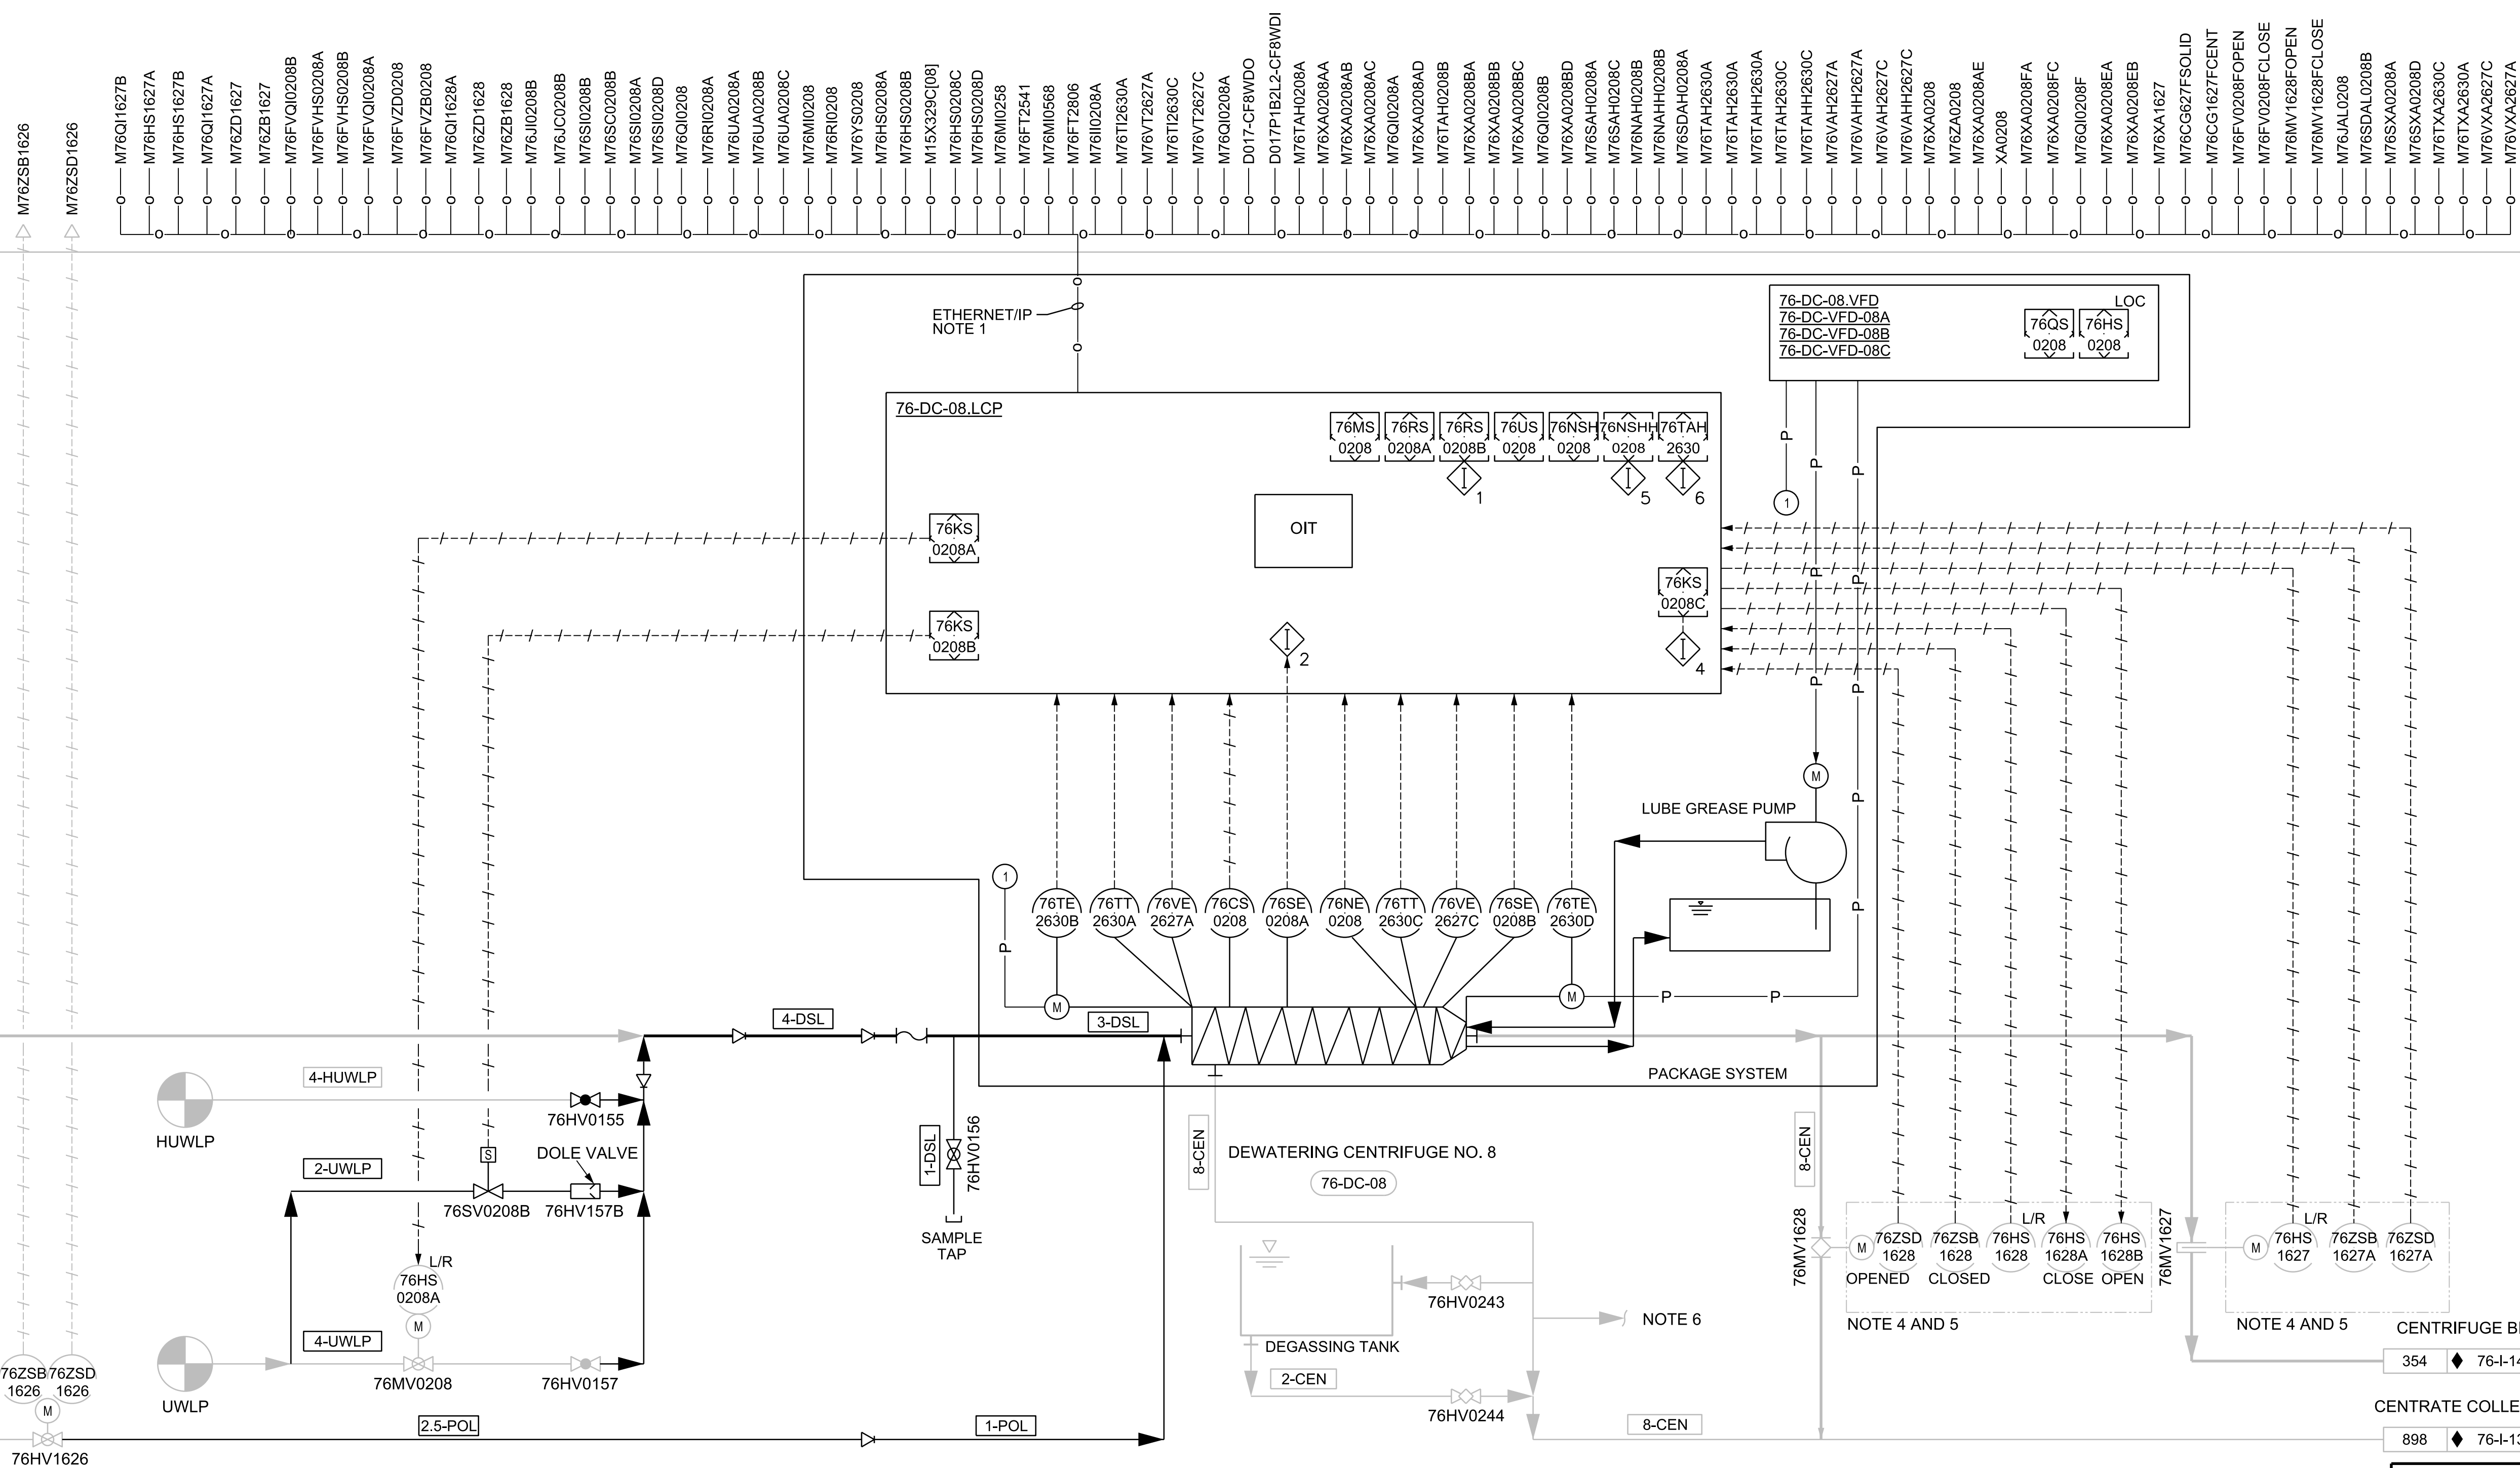 M76ZSB1626
M76ZSD1626
M76QI1627B
M76HS1627A
M76HS1627B
M76QI1627A
M76ZD1627
M76ZB1627
M76FVQI0208B
M76FVHS0208A
M76FVHS0208B
M76FVQI0208A
M76FVZD0208
M76FVZB0208
M76QI1628A
M76ZD1628
M76ZB1628
M76JI0208B
M76JC0208B
M76SI0208B
M76SC0208B
M76SI0208A
M76SI0208D
M76QI0208
M76RI0208A
M76UA0208A
M76UA0208B
M76UA0208C
M76MI0208
M76RI0208
M76YS0208
M76HS0208A
M76HS0208B
M15X329C[08]
M76HS0208C
M76HS0208D
M76MI0258
M76FT2541
M76MI0568
M76FT2806
M76II0208A
M76TI2630A
M76VT2627A
M76TI2630C
M76VT2627C
M76QI0208A
D017-CF8WDO
D017P1B2L2-CF8WDI
M76TAH0208A
M76XA0208AA
M76XA0208AB
M76XA0208AC
M76QI0208A
M76XA0208AD
M76TAH0208B
M76XA0208BA
M76XA0208BB
M76XA0208BC
M76QI0208B
M76XA0208BD
M76SAH0208A
M76SAH0208C
M76NAH0208B
M76NAHH0208B
M76SDAH0208A
M76TAH2630A
M76TAH2630A
M76TAHH2630A
M76TAH2630C
M76TAHH2630C
M76VAH2627A
M76VAHH2627A
M76VAH2627C
M76VAHH2627C
M76XA0208
M76ZA0208
M76XA0208AE
XA0208
M76XA0208FA
M76XA0208FC
M76QI0208F
M76XA0208EA
M76XA0208EB
M76XA1627
M76CG627FSOLID
M76CG1627FCENT
M76FV0208FOPEN
M76FV0208FCLOSE
M76MV1628FOPEN
M76MV1628FCLOSE
M76JAL0208
M76SDAL0208B
M76SXA0208A
M76SXA0208D
M76TXA2630C
M76TXA2630A
M76VXA2627C
M76VXA2627A
ETHERNET/IP
NOTE 1
76-DC-08.VFD
76-DC-VFD-08A
76-DC-VFD-08B
76-DC-VFD-08C
LOC
76QS
0208
76HS
0208
76-DC-08.LCP
76MS
0208
76RS
0208A
76RS
0208B
76US
0208
76NSH
0208
76NSHH
0208
76TAH
2630
I
1
I
5
I
6
P
P
P
1
OIT
76KS
0208A
76KS
0208B
76KS
0208C
I
2
I
4
P
P
P
P
M
LUBE GREASE PUMP
P
P
1
P
76TE
2630B
76TT
2630A
76VE
2627A
76CS
0208
76SE
0208A
76NE
0208
76TT
2630C
76VE
2627C
76SE
0208B
76TE
2630D
M
M
P
P
4-DSL
3-DSL
PACKAGE SYSTEM
4-HUWLP
HUWLP
76HV0155
S
DOLE VALVE
2-UWLP
76SV0208B
76HV157B
1-DSL
76HV0156
SAMPLE
TAP
8-CEN
DEWATERING CENTRIFUGE NO. 8
76-DC-08
8-CEN
76MV1628
M
76ZSD
1628
76ZSB
1628
76HS
1628
L/R
76HS
1628A
76HS
1628B
OPENED
CLOSED
CLOSE
OPEN
NOTE 4 AND 5
76MV1627
M
76HS
1627
L/R
76ZSB
1627A
76ZSD
1627A
NOTE 4 AND 5
L/R
76HS
0208A
M
4-UWLP
UWLP
76MV0208
76HV0157
76HV0243
NOTE 6
DEGASSING TANK
2-CEN
76HV0244
8-CEN
CENTRIFUGE
354
CENTRATE
898
76ZSB
1626
76ZSD
1626
M
76HV1626
2.5-POL
1-POL